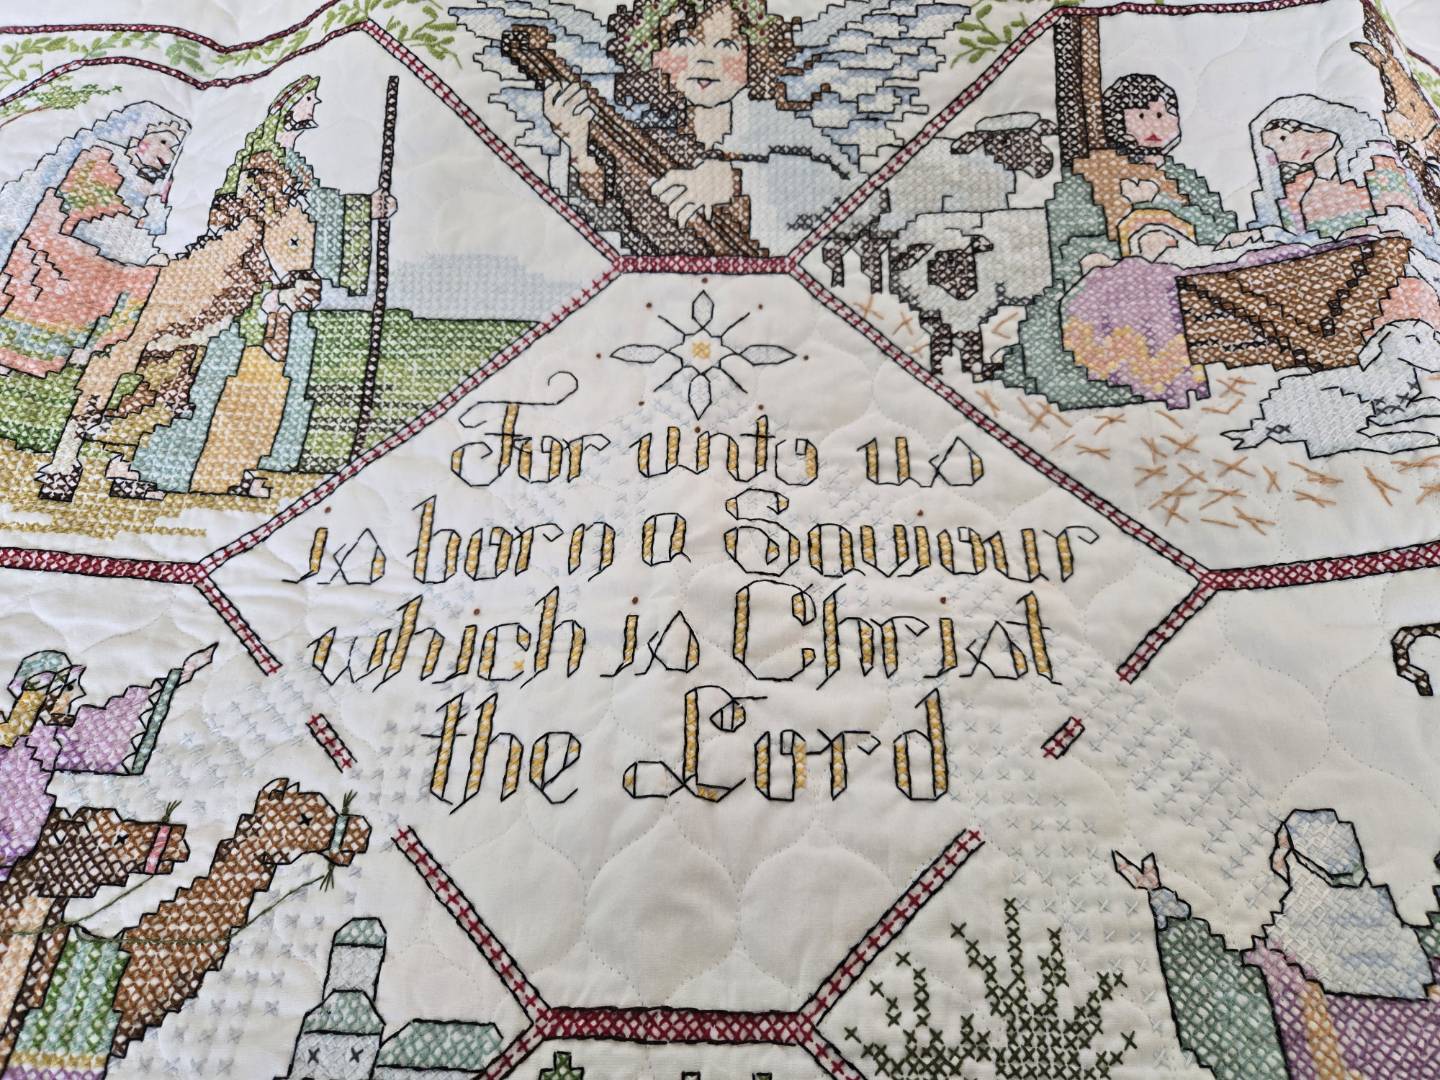 For unto us
is born a Saviour
which is Christ
the Lord